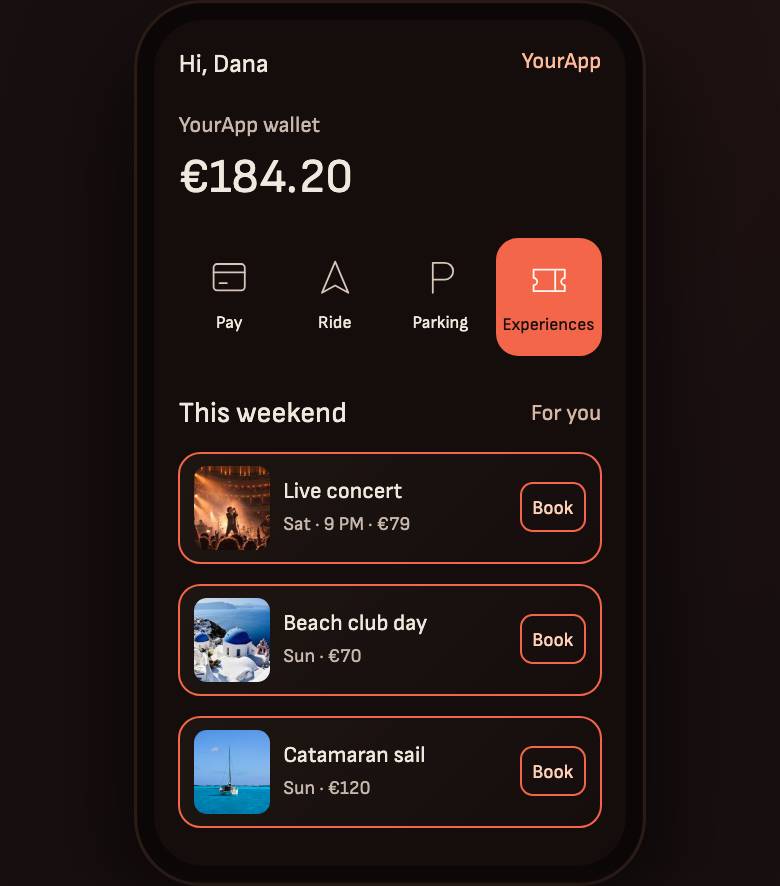 Hi, Dana
YourApp
YourApp wallet
€184.20
Pay
Ride
Parking
Experiences
This weekend
For you
Live concert
Sat · 9 PM · €79
Book
Beach club day
Sun · €70
Book
Catamaran sail
Sun · €120
Book